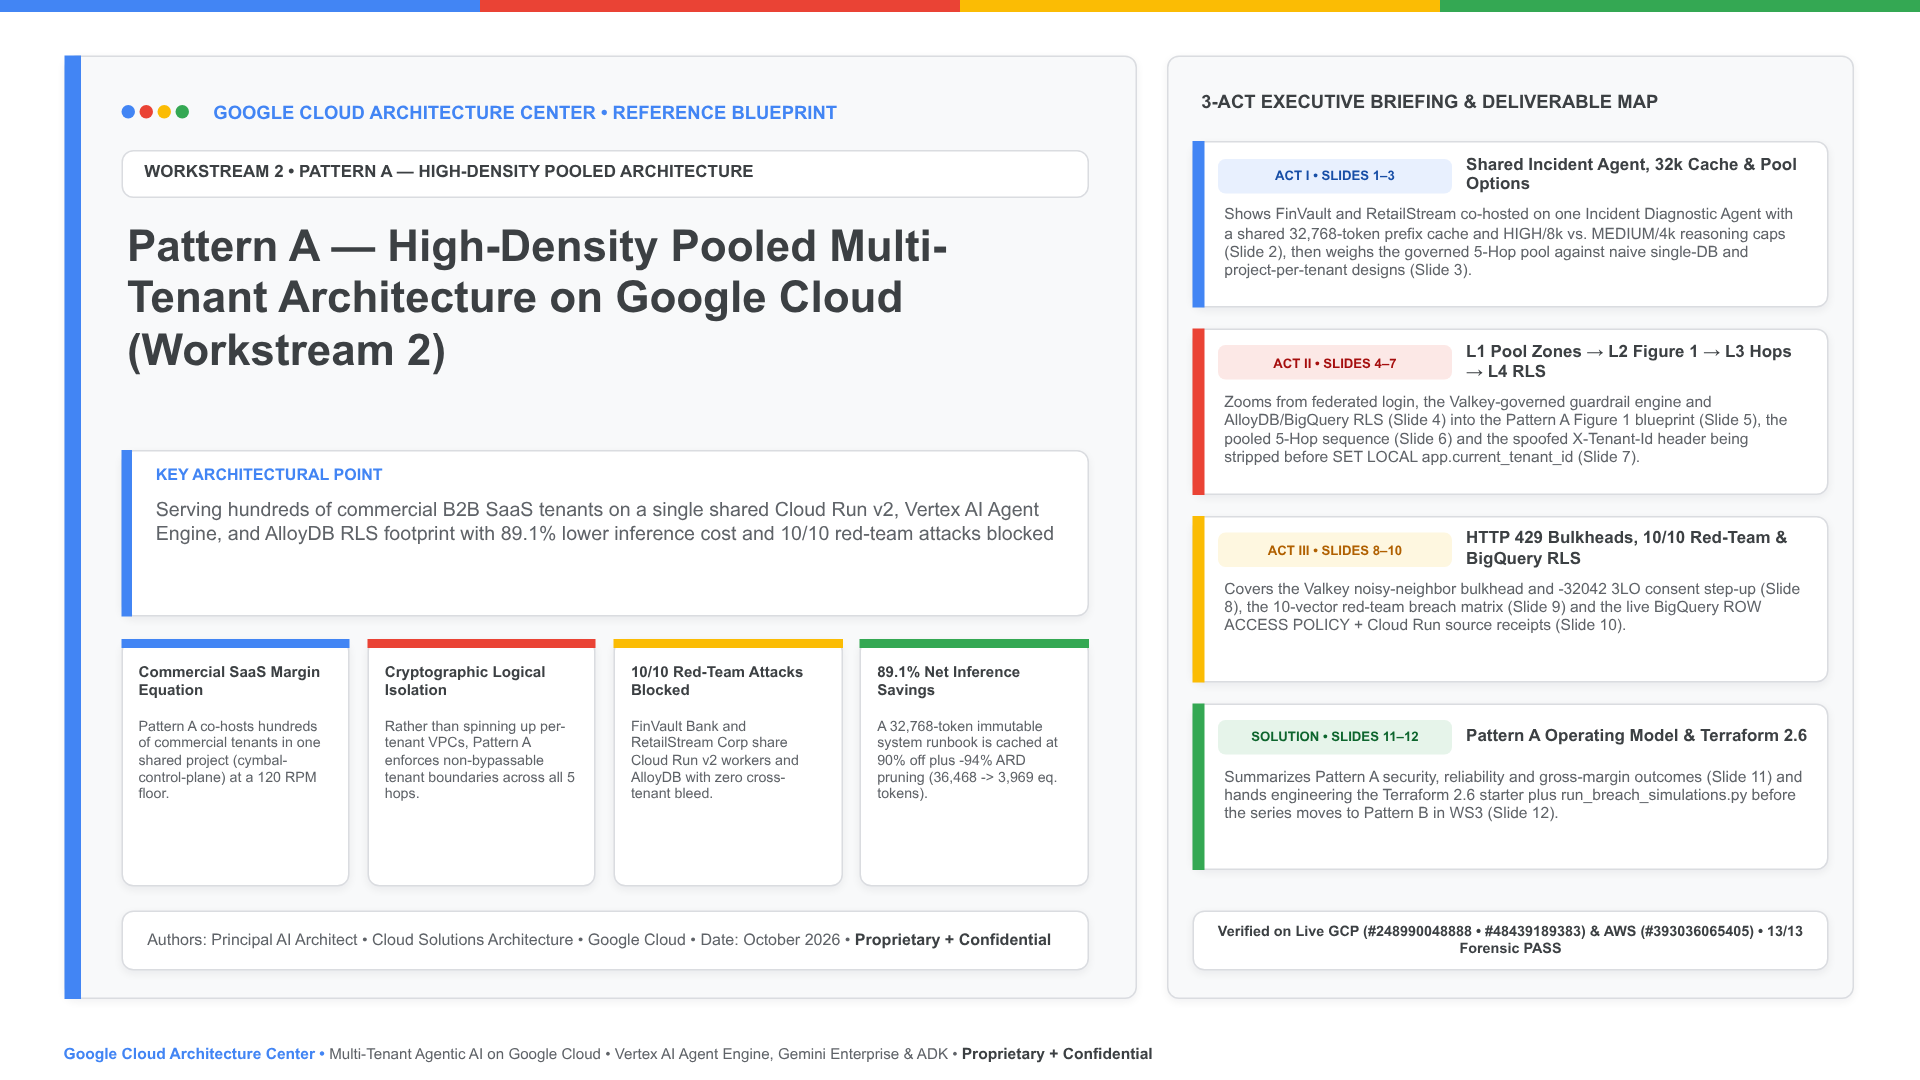 GOOGLE CLOUD ARCHITECTURE CENTER • REFERENCE BLUEPRINT
WORKSTREAM 2 • PATTERN A — HIGH-DENSITY POOLED ARCHITECTURE
Pattern A — High-Density Pooled Multi-
Tenant Architecture on Google Cloud
(Workstream 2)
KEY ARCHITECTURAL POINT
Serving hundreds of commercial B2B SaaS tenants on a single shared Cloud Run v2, Vertex AI Agent
Engine, and AlloyDB RLS footprint with 89.1% lower inference cost and 10/10 red-team attacks blocked
Commercial SaaS Margin
Equation
Pattern A co-hosts hundreds
of commercial tenants in one
shared project (cymbal-
control-plane) at a 120 RPM
floor.
Cryptographic Logical
Isolation
Rather than spinning up per-
tenant VPCs, Pattern A
enforces non-bypassable
tenant boundaries across all 5
hops.
10/10 Red-Team Attacks
Blocked
FinVault Bank and
RetailStream Corp share
Cloud Run v2 workers and
AlloyDB with zero cross-
tenant bleed.
89.1% Net Inference
Savings
A 32,768-token immutable
system runbook is cached at
90% off plus -94% ARD
pruning (36,468 -> 3,969 eq.
tokens).
Authors: Principal AI Architect • Cloud Solutions Architecture • Google Cloud • Date: October 2026 • Proprietary + Confidential
3-ACT EXECUTIVE BRIEFING & DELIVERABLE MAP
ACT I • SLIDES 1–3
Shared Incident Agent, 32k Cache & Pool
Options
Shows FinVault and RetailStream co-hosted on one Incident Diagnostic Agent with
a shared 32,768-token prefix cache and HIGH/8k vs. MEDIUM/4k reasoning caps
(Slide 2), then weighs the governed 5-Hop pool against naive single-DB and
project-per-tenant designs (Slide 3).
ACT II • SLIDES 4–7
L1 Pool Zones → L2 Figure 1 → L3 Hops
→ L4 RLS
Zooms from federated login, the Valkey-governed guardrail engine and
AlloyDB/BigQuery RLS (Slide 4) into the Pattern A Figure 1 blueprint (Slide 5), the
pooled 5-Hop sequence (Slide 6) and the spoofed X-Tenant-Id header being
stripped before SET LOCAL app.current_tenant_id (Slide 7).
ACT III • SLIDES 8–10
HTTP 429 Bulkheads, 10/10 Red-Team &
BigQuery RLS
Covers the Valkey noisy-neighbor bulkhead and -32042 3LO consent step-up (Slide
8), the 10-vector red-team breach matrix (Slide 9) and the live BigQuery ROW
ACCESS POLICY + Cloud Run source receipts (Slide 10).
SOLUTION • SLIDES 11–12
Pattern A Operating Model & Terraform 2.6
Summarizes Pattern A security, reliability and gross-margin outcomes (Slide 11) and
hands engineering the Terraform 2.6 starter plus run_breach_simulations.py before
the series moves to Pattern B in WS3 (Slide 12).
Verified on Live GCP (#248990048888 • #48439189383) & AWS (#393036065405) • 13/13
Forensic PASS
Google Cloud Architecture Center • Multi-Tenant Agentic AI on Google Cloud • Vertex AI Agent Engine, Gemini Enterprise & ADK • Proprietary + Confidential